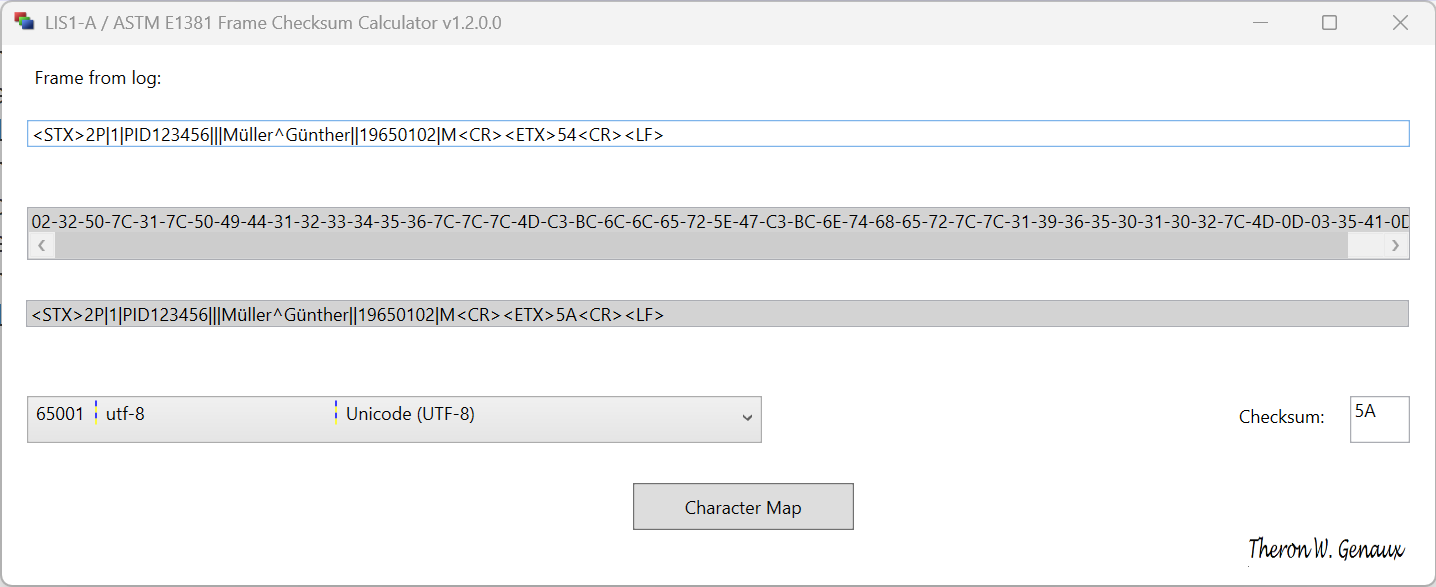 LIS1-A / ASTM E1381 Frame Checksum Calculator v1.2.0.0
Frame from log:
<STX>2P|1|PID123456|||Müller^Günther||19650102|M<CR><ETX>54<CR><LF>
02-32-50-7C-31-7C-50-49-44-31-32-33-34-35-36-7C-7C-7C-4D-C3-BC-6C-6C-65-72-5E-47-C3-BC-6E-74-68-65-72-7C-7C-31-39-36-35-30-31-30-32-7C-4D-0D-03-35-41-0D
<STX>2P|1|PID123456|||Müller^Günther||19650102|M<CR><ETX>5A<CR><LF>
65001 utf-8 Unicode (UTF-8)
Checksum: 5A
Character Map
Theron W. Genaux